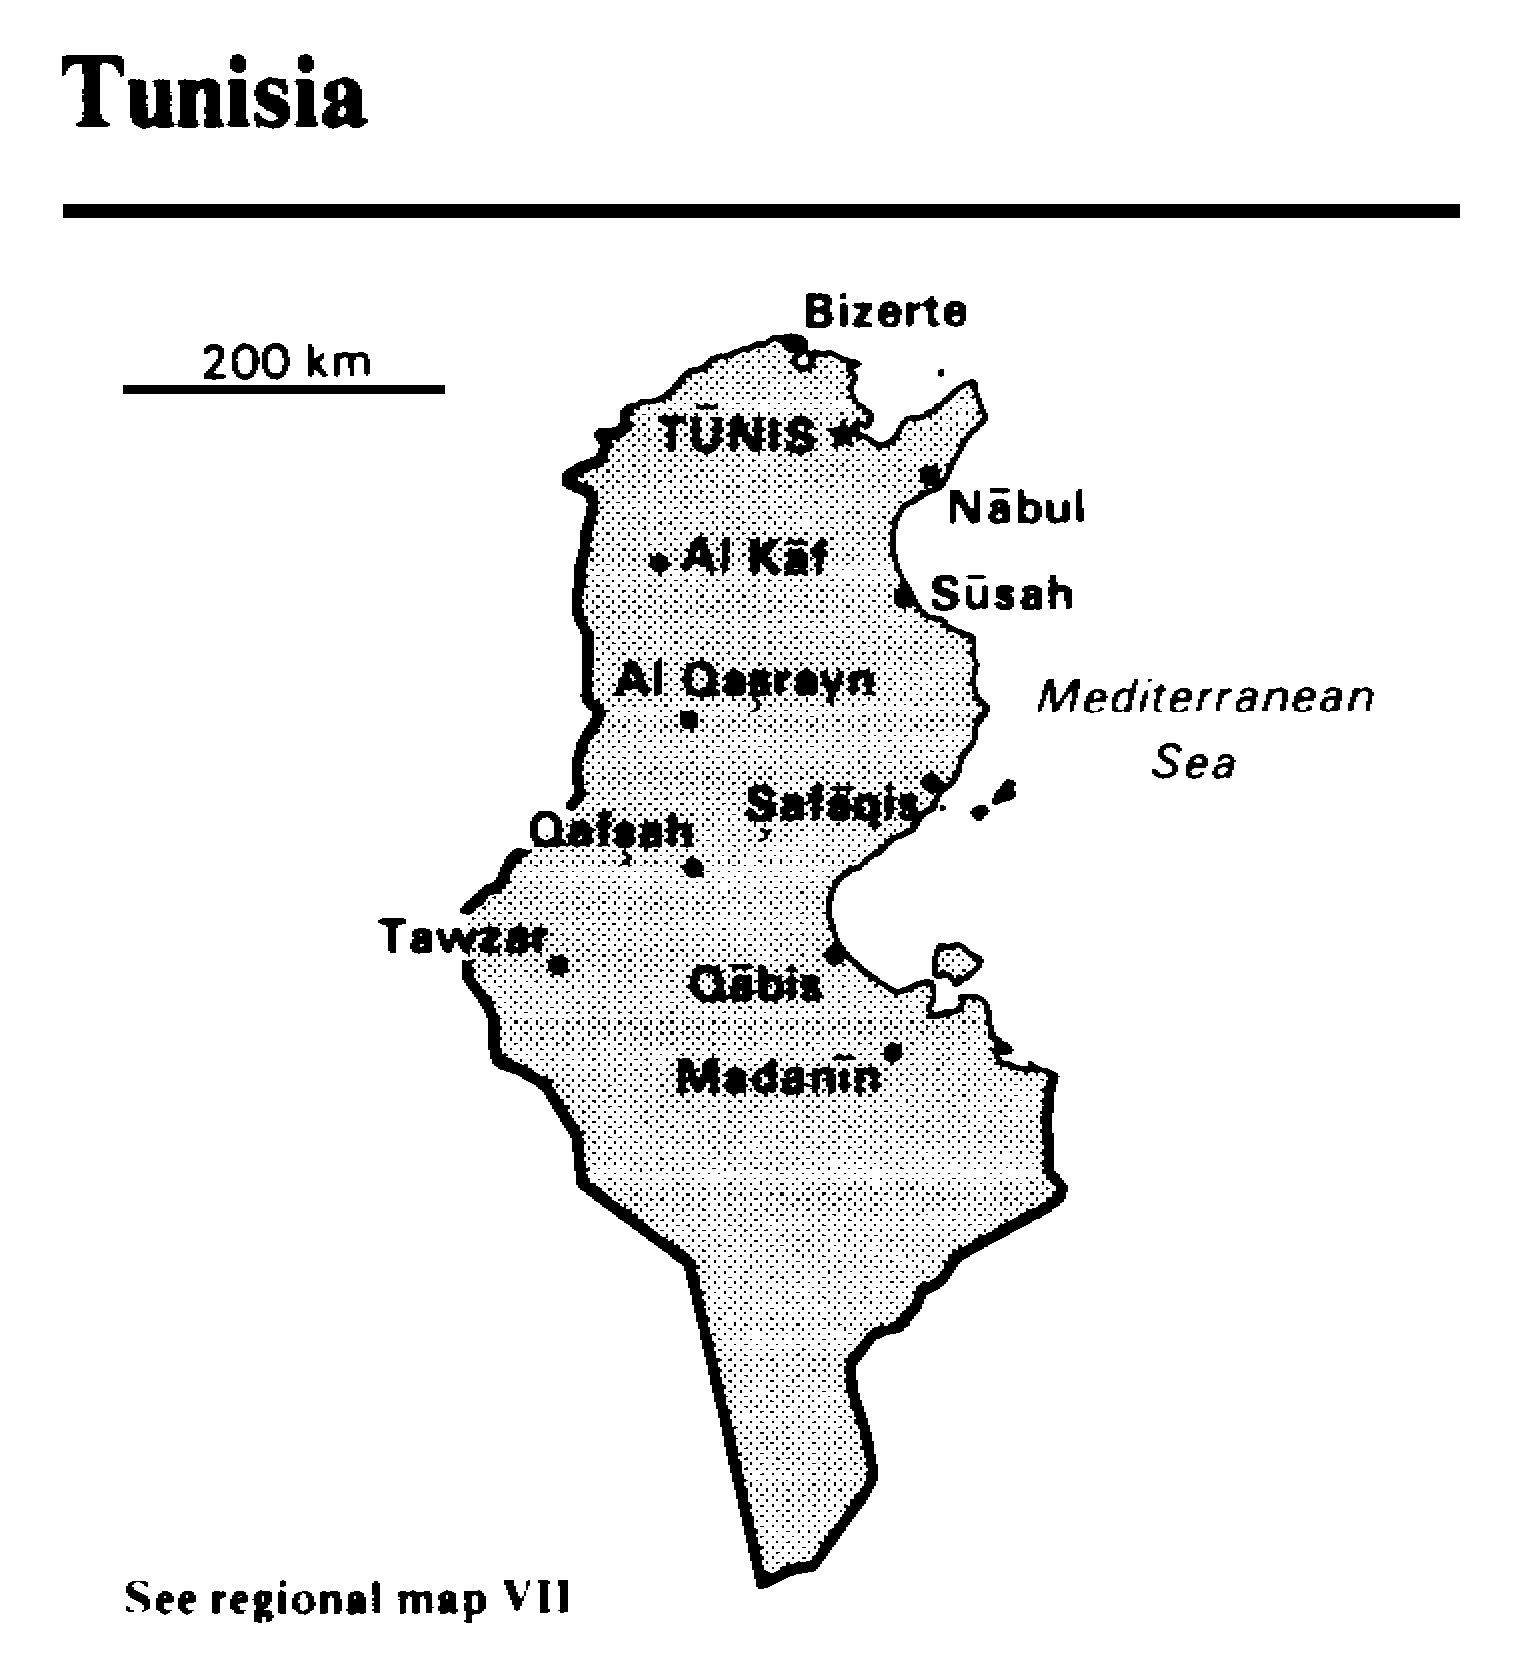 Tunisia
Bizerte
200 km
TŪNIS
Nābul
Al Kāf
Sūsah
Al Qaşrayn
Mediterranean
Sea
Şafāqis
Qafşah
Tawzar
Qābis
Madanīn
See regional map VII